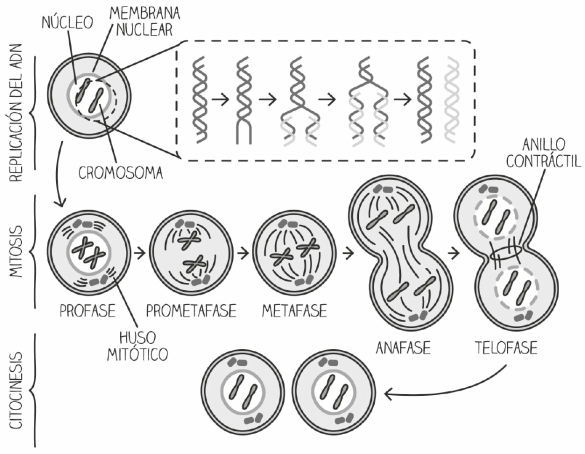 NÚCLEO
MEMBRANA
NUCLEAR
CROMOSOMA
REPLICACIÓN DEL ADN
ANILLO
CONTRÁCTIL
MITOSIS
PROFASE
PROMETAFASE
METAFASE
ANAFASE
TELOFASE
HUSO
MITÓTICO
CITOCINESIS